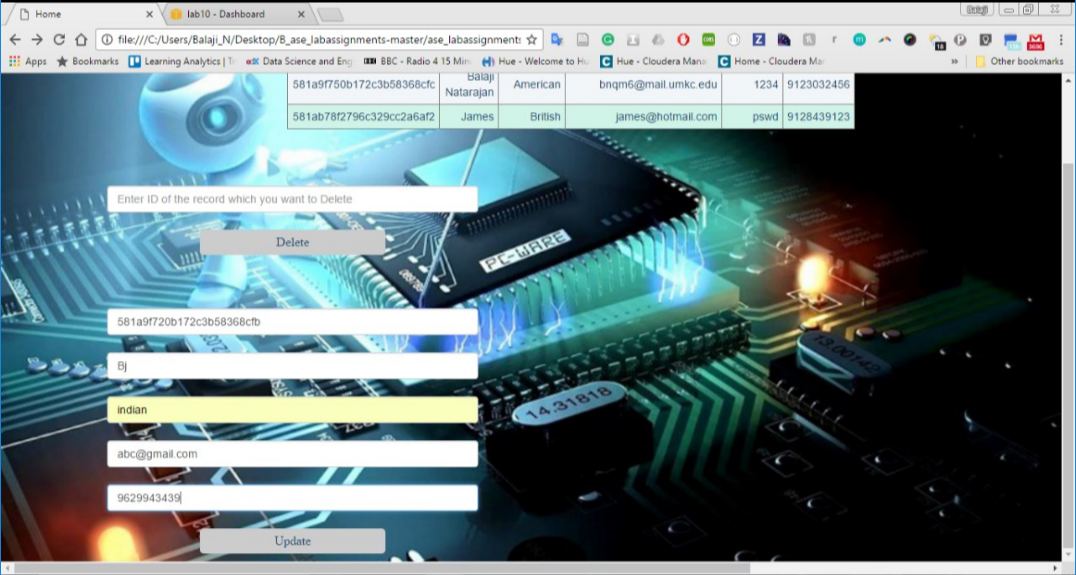 Home
lab10 - Dashboard
Balaji
file:///C:/Users/Balaji_N/Desktop/B_ase_labassignments-master/ase_labassignments
Apps
Bookmarks
Learning Analytics | T
Data Science and Eng
BBC - Radio 4 15 Min
Hue - Welcome to Hu
Hue - Cloudera Mana
Home - Cloudera Ma
Other bookmarks
581a9f750b172c3b58368cfc Balaji Natarajan American bnqm6@mail.umkc.edu 1234 9123032456
581ab78f2796c329cc2a6af2 James British james@hotmail.com pswd 9128439123
Enter ID of the record which you want to Delete
Delete
PC-WARE
581a9f720b172c3b58368cfb
Bj
indian
abc@gmail.com
9629943439
Update
14.31818
13.00142